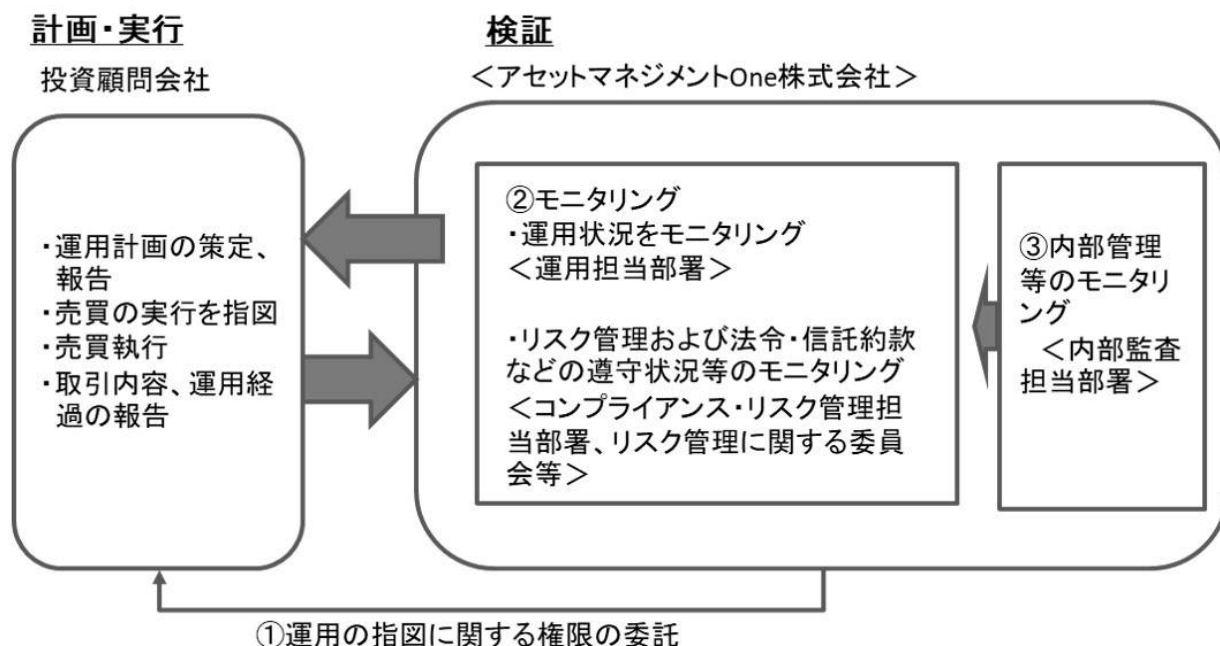 計画・実行
投資顧問会社
・運用計画の策定、
報告
・売買の実行を指図
・売買執行
・取引内容、運用経
過の報告
検証
＜アセットマネジメントOne株式会社＞
②モニタリング
・運用状況をモニタリング
＜運用担当部署＞
・リスク管理および法令・信託約款
などの遵守状況等のモニタリング
＜コンプライアンス・リスク管理担
当部署、リスク管理に関する委員
会等＞
③内部管理
等のモニタリ
ング
＜内部監査
担当部署＞
①運用の指図に関する権限の委託